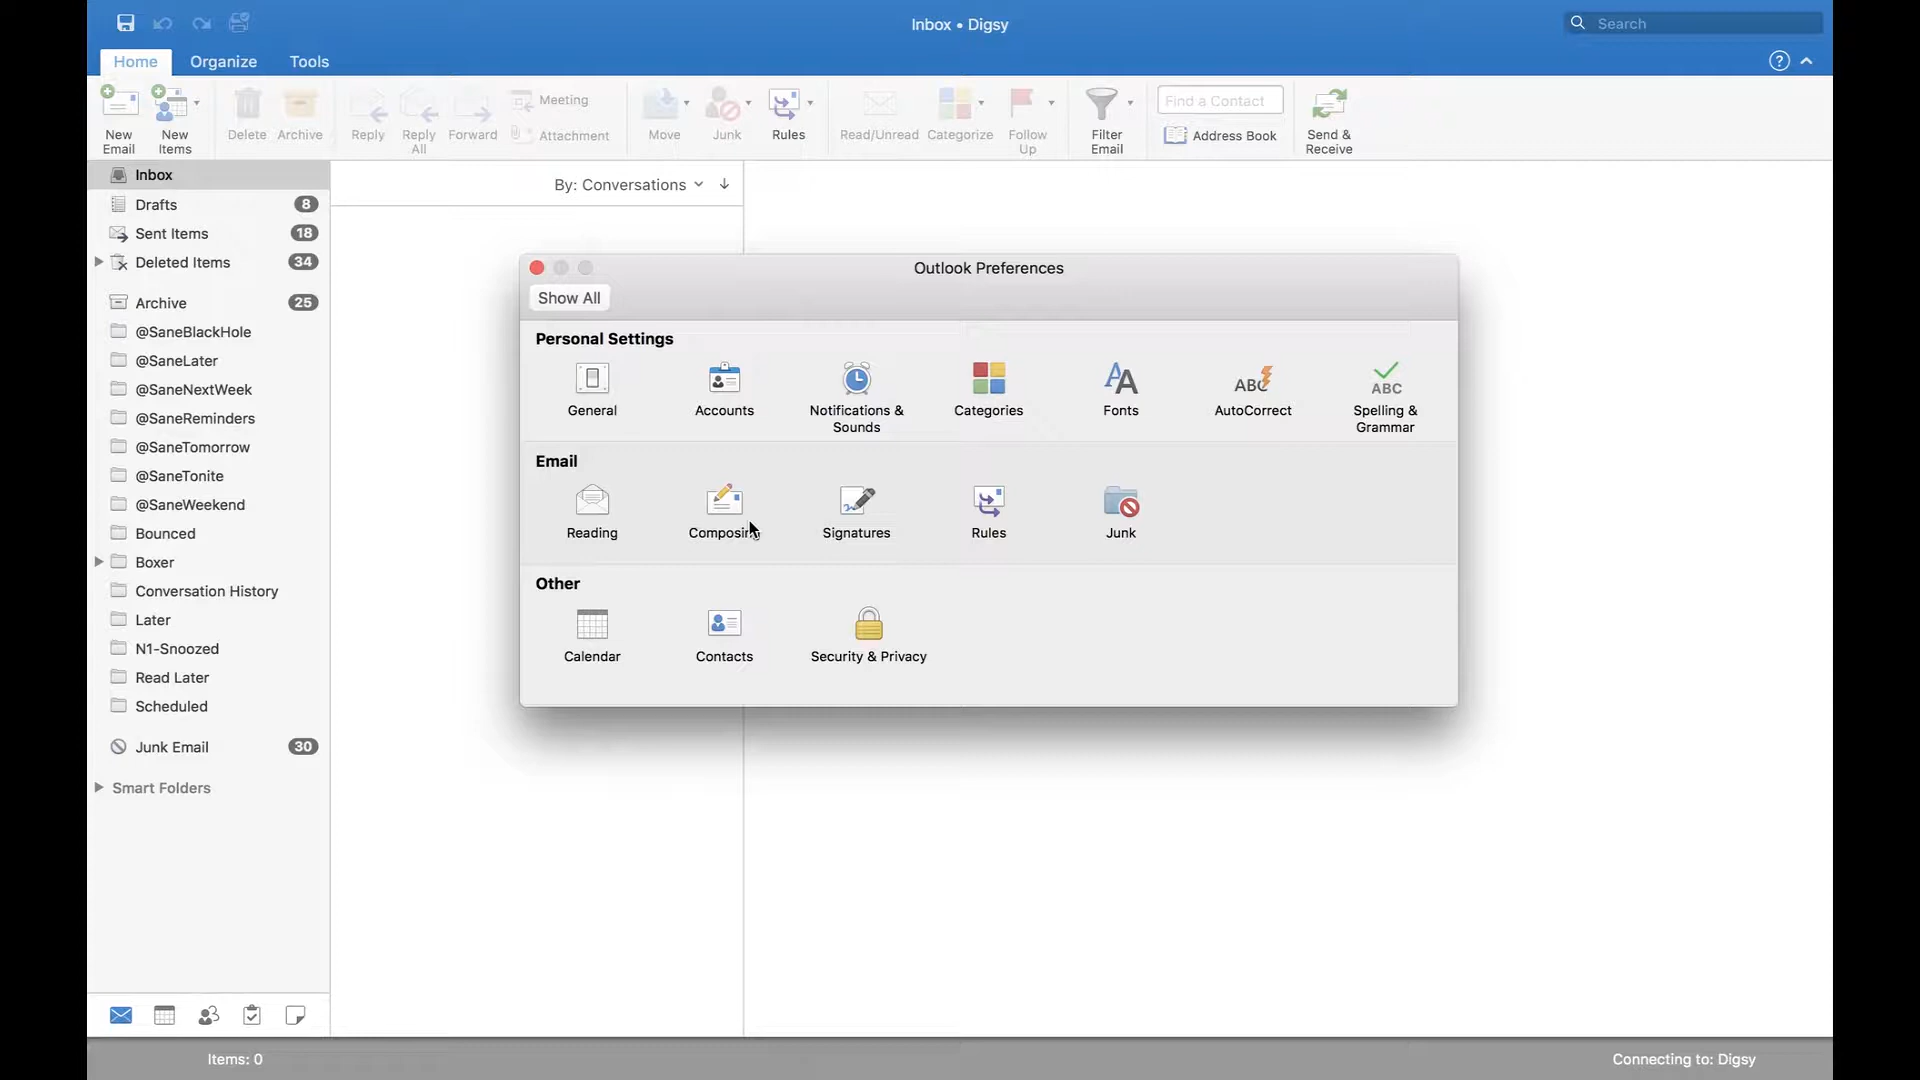 Inbox • Digsy
Search
Home Organize Tools
New Email
New Items
Delete
Archive
Reply
Reply All
Forward
Meeting
Attachment
Move
Junk
Rules
Read/Unread
Categorize
Follow Up
Filter Email
Find a Contact
Address Book
Send & Receive
Inbox
Drafts 8
Sent Items 18
Deleted Items 34
Archive 25
@SaneBlackHole
@SaneLater
@SaneNextWeek
@SaneReminders
@SaneTomorrow
@SaneTonite
@SaneWeekend
Bounced
Boxer
Conversation History
Later
N1-Snoozed
Read Later
Scheduled
Junk Email 30
Smart Folders
By: Conversations
Outlook Preferences
Show All
Personal Settings
General
Accounts
Notifications & Sounds
Categories
Fonts
ABC
AutoCorrect
ABC
Spelling & Grammar
Email
Reading
Composing
Signatures
Rules
Junk
Other
Calendar
Contacts
Security & Privacy
Items: 0
Connecting to: Digsy